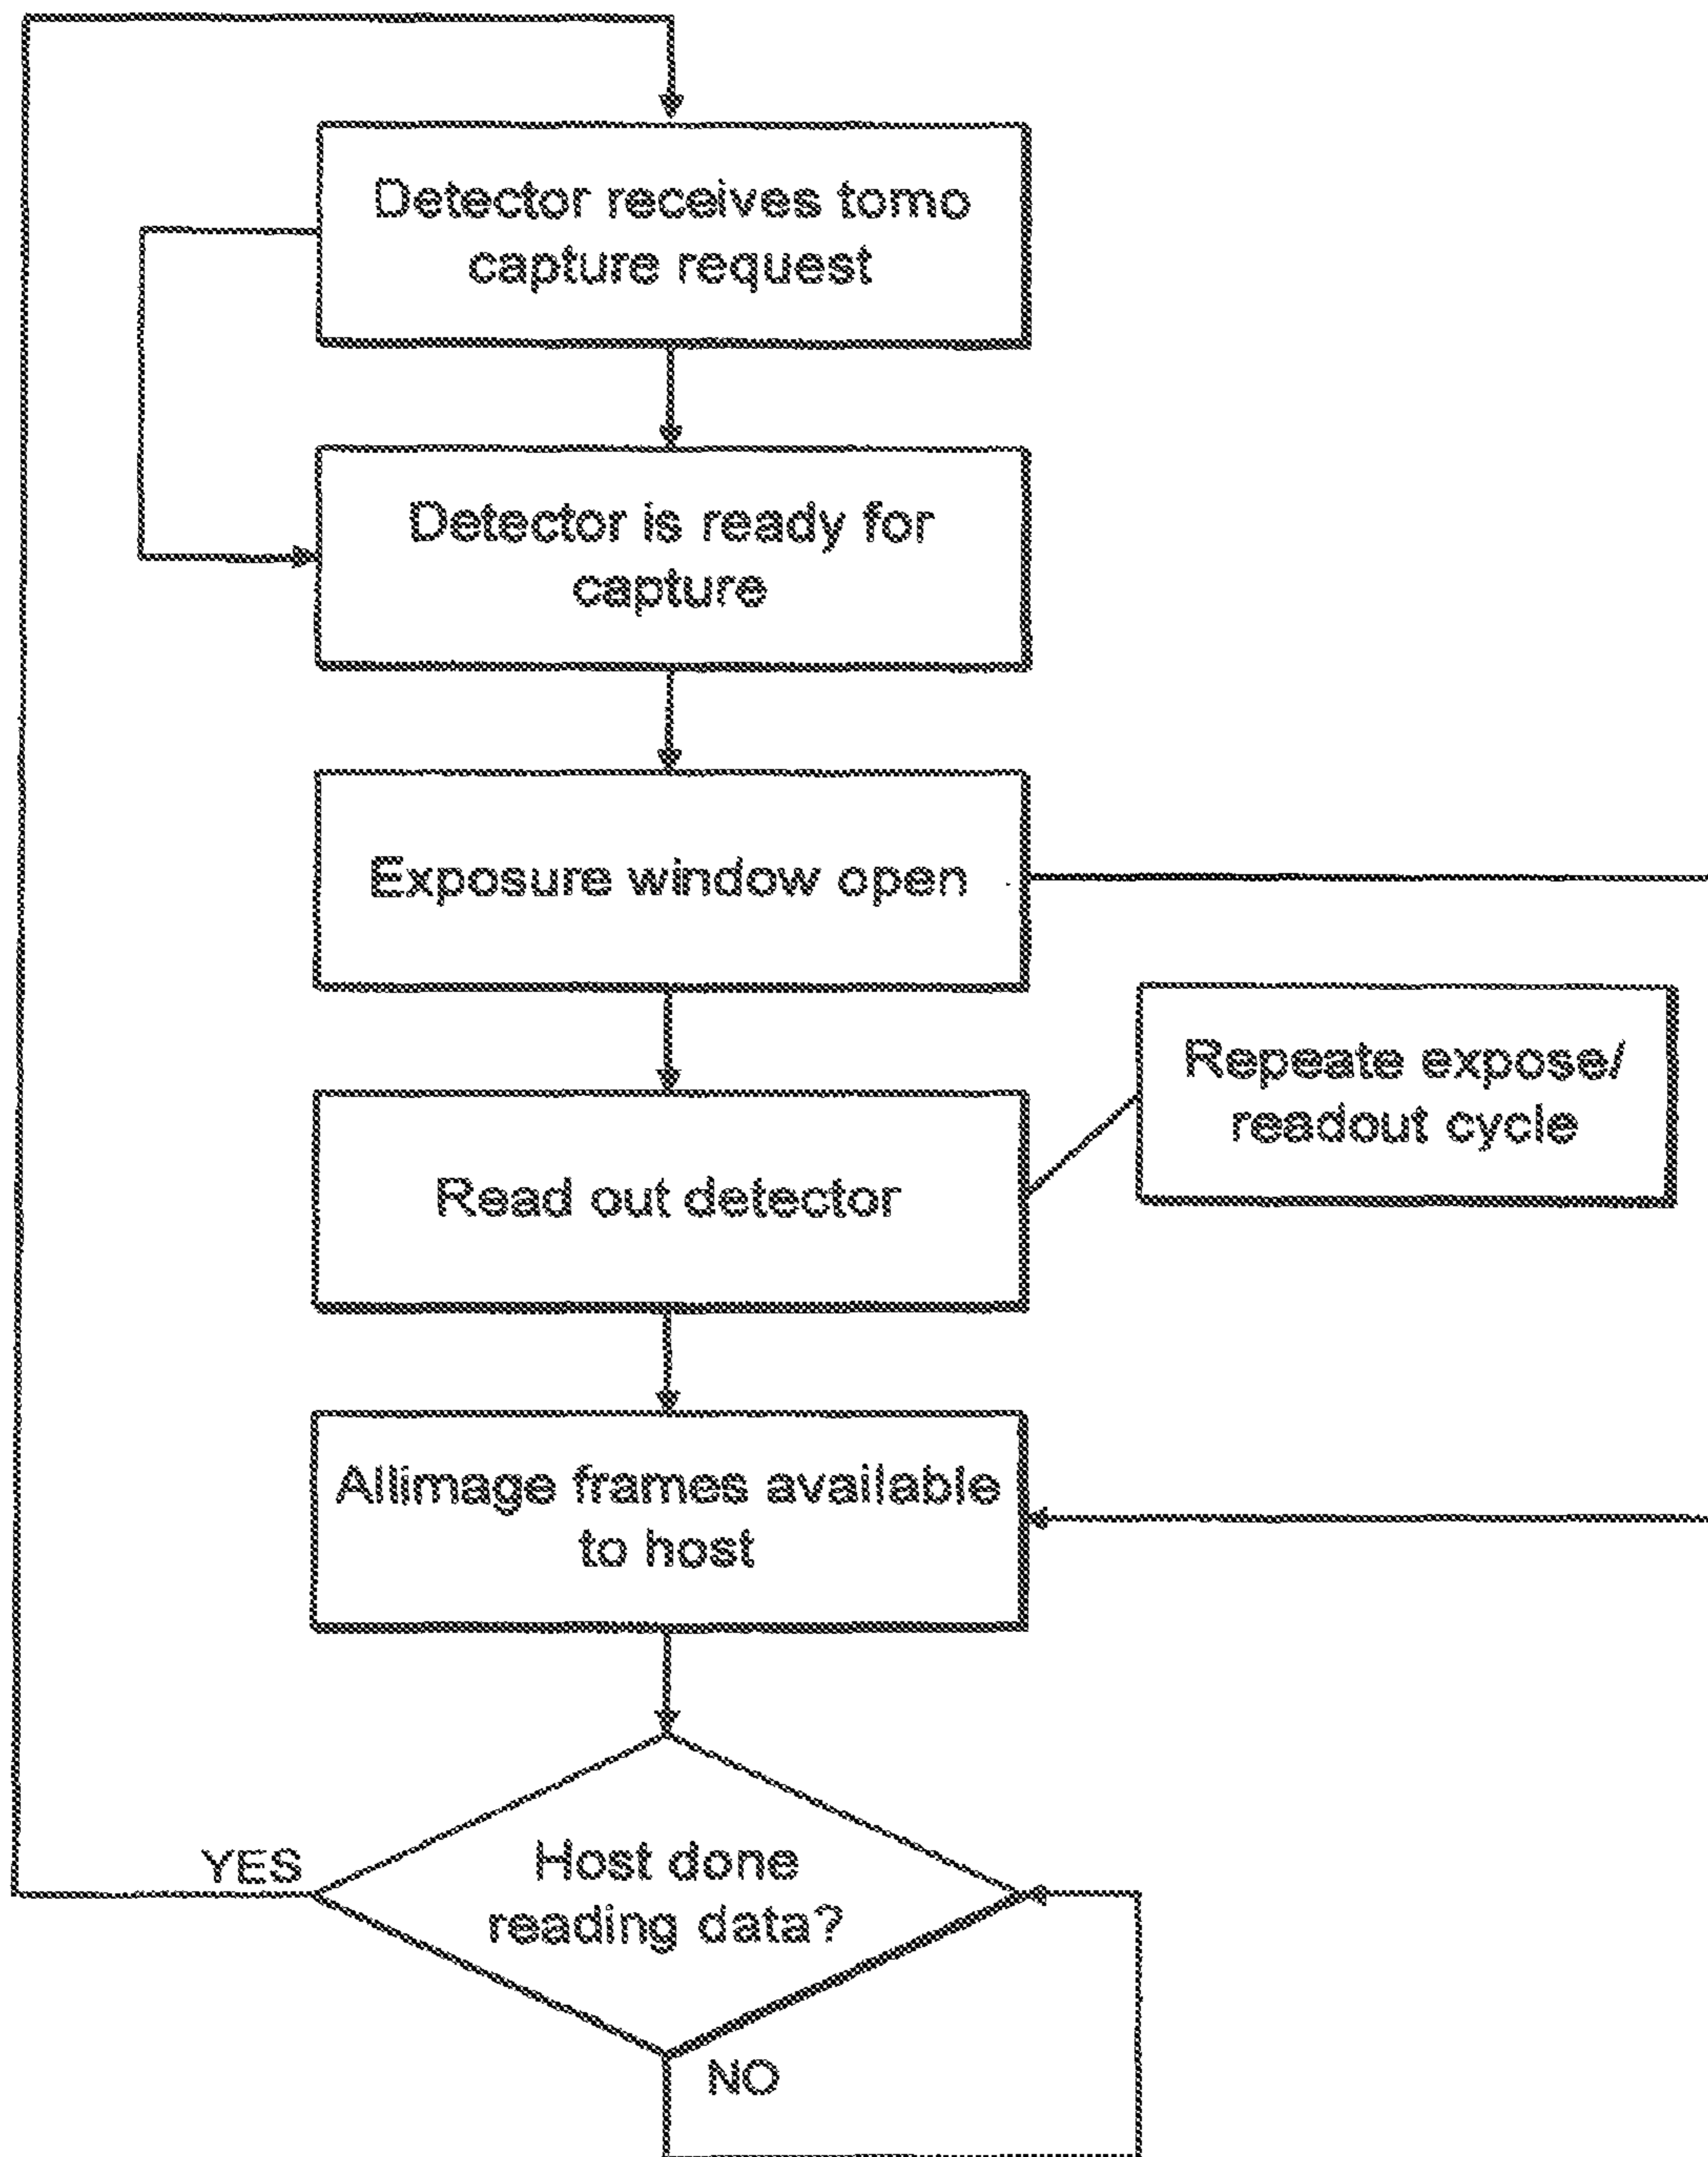 Detector receives tomo
capture request
Detector is ready for
capture
Exposure window open
Repeate expose/
readout cycle
Read out detector
Allimage frames available
to host
YES
Host done
reading data?
NO